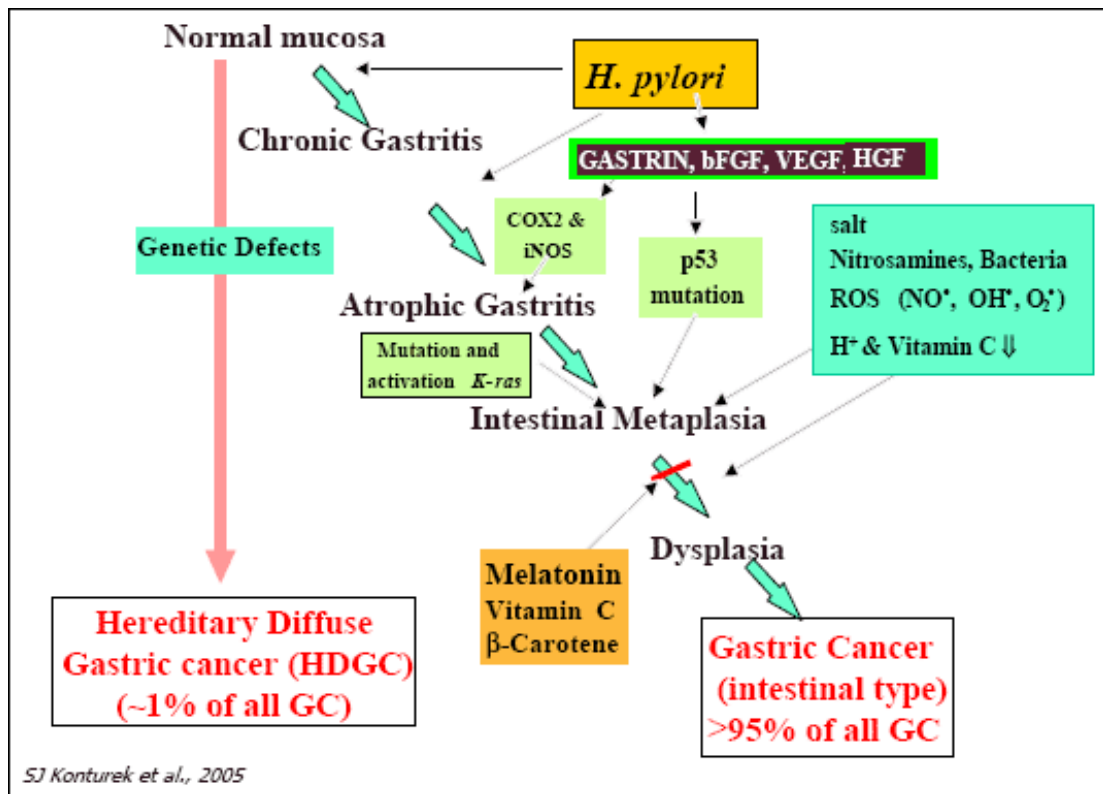 Normal mucosa
H. pylori
Chronic Gastritis
GASTRIN, bFGF, VEGF, HGF
COX2 &
iNOS
p53
mutation
salt
Nitrosamines, Bacteria
ROS (NO•, OH•, O₂•)
H⁺ & Vitamin C ⇓
Genetic Defects
Atrophic Gastritis
Mutation and
activation K-ras
Intestinal Metaplasia
Dysplasia
Melatonin
Vitamin C
β-Carotene
Hereditary Diffuse
Gastric cancer (HDGC)
(~1% of all GC)
Gastric Cancer
(intestinal type)
>95% of all GC
SJ Konturek et al., 2005